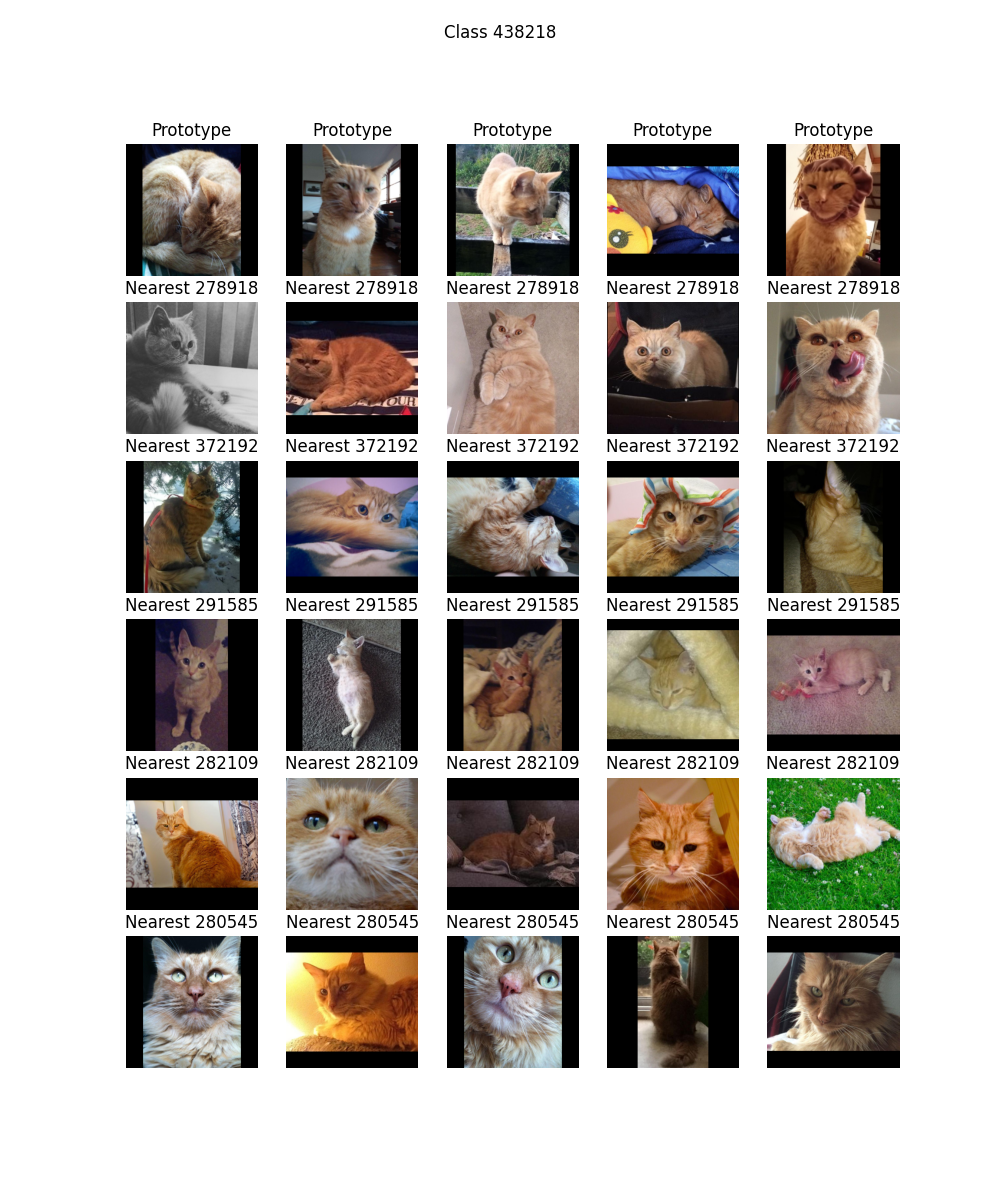 Class 438218
Prototype Prototype Prototype Prototype Prototype
Nearest 278918 Nearest 278918 Nearest 278918 Nearest 278918 Nearest 278918
Nearest 372192 Nearest 372192 Nearest 372192 Nearest 372192 Nearest 372192
Nearest 291585 Nearest 291585 Nearest 291585 Nearest 291585 Nearest 291585
Nearest 282109 Nearest 282109 Nearest 282109 Nearest 282109 Nearest 282109
Nearest 280545 Nearest 280545 Nearest 280545 Nearest 280545 Nearest 280545